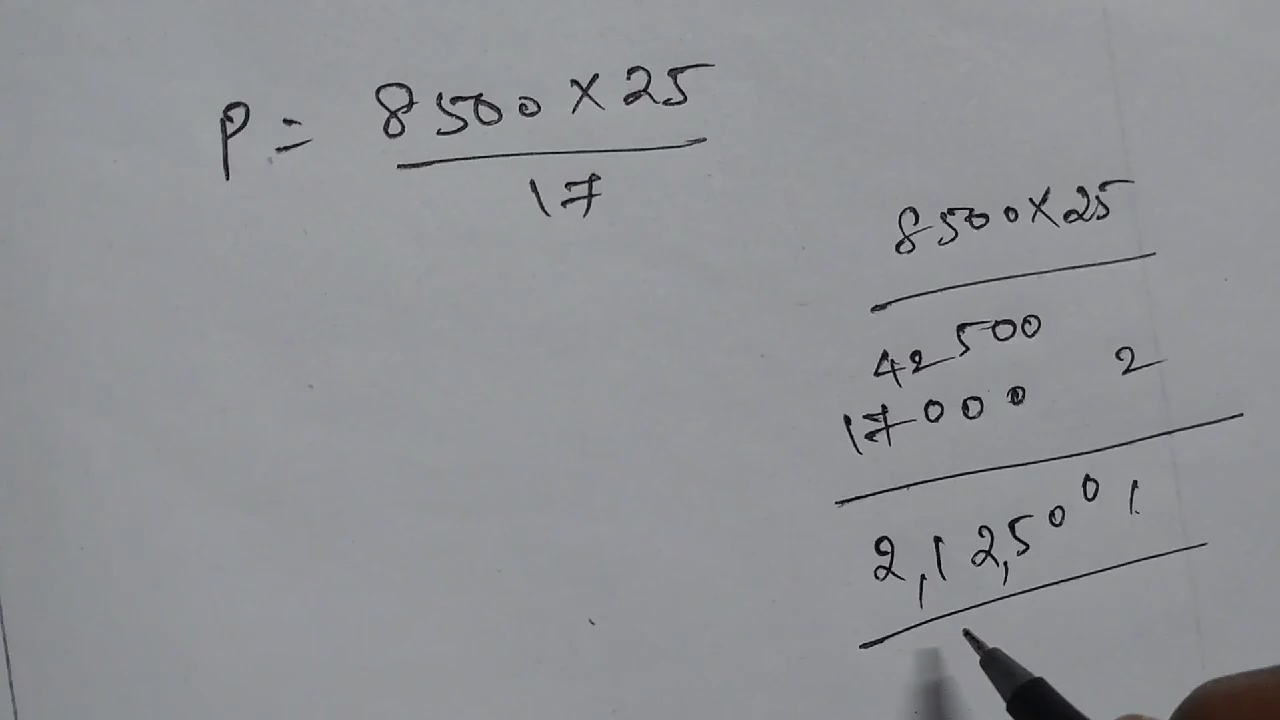 P = 8500 × 25
17
8500 × 25
42500
17000 2
2,12,500 1